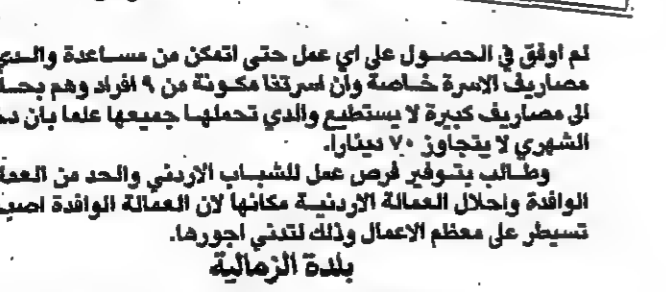 لم اوفق في الحصول على اي عمل حتى اتمكن من مساعدة والدي
مصاريف الاسرة خاصة وان اسرتنا مكونة من ٩ افراد وهم
الى مصاريف كبيرة لا يستطيع والدي تحملها جميعها علما بان
الشهري لا يتجاوز ٧٠ دينارا.
وطالب بتوفير فرص عمل للشباب الاردني والحد من
الوافدة واحلال العمالة الاردنية مكانها لان العمالة الوافدة
تسيطر على معظم الاعمال وذلك لتدني اجورها.
بلدة الزمالية